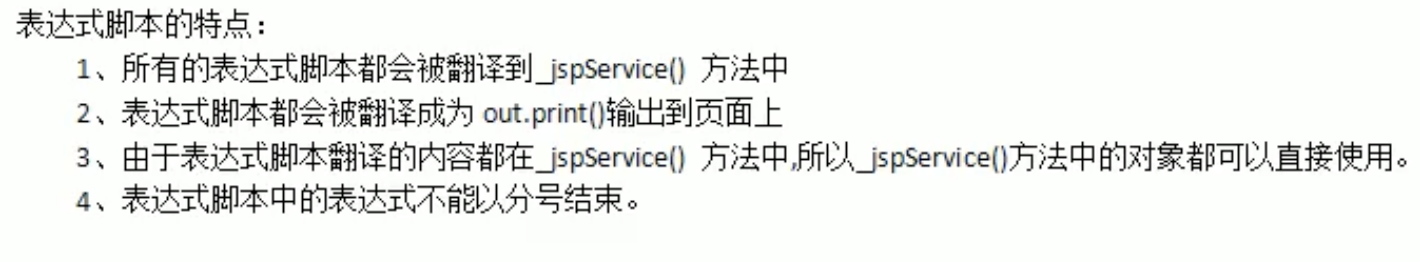 表达式脚本的特点：
1、所有的表达式脚本都会被翻译到_jspService() 方法中
2、表达式脚本都会被翻译成为 out.print()输出到页面上
3、由于表达式脚本翻译的内容都在_jspService() 方法中,所以_jspService()方法中的对象都可以直接使用。
4、表达式脚本中的表达式不能以分号结束。